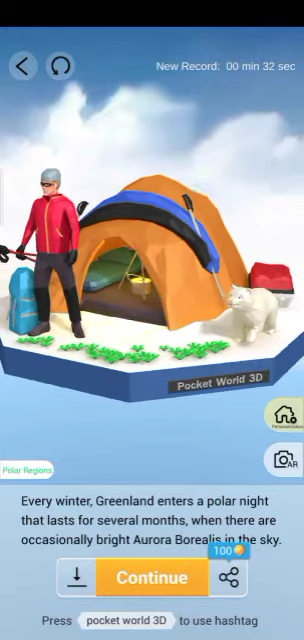 New Record: 00 min 32 sec
Pocket World 3D
Personalization
AR
Polar Regions
Every winter, Greenland enters a polar night
that lasts for several months, when there are
occasionally bright Aurora Borealis in the sky.
100
Continue
Press pocket world 3D to use hashtag